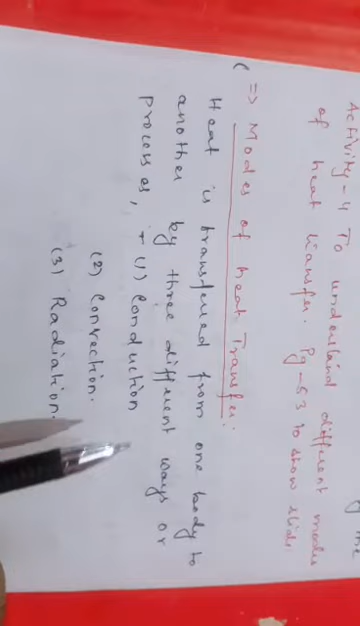 the
Activity-4 To understand different modes
of heat transfer. Pg-53 to show slide
( => Modes of heat Transfer:
Heat is transferred from one body to
another by three different ways or
processes, + (1) Conduction
(2) Convection.
(3) Radiation.